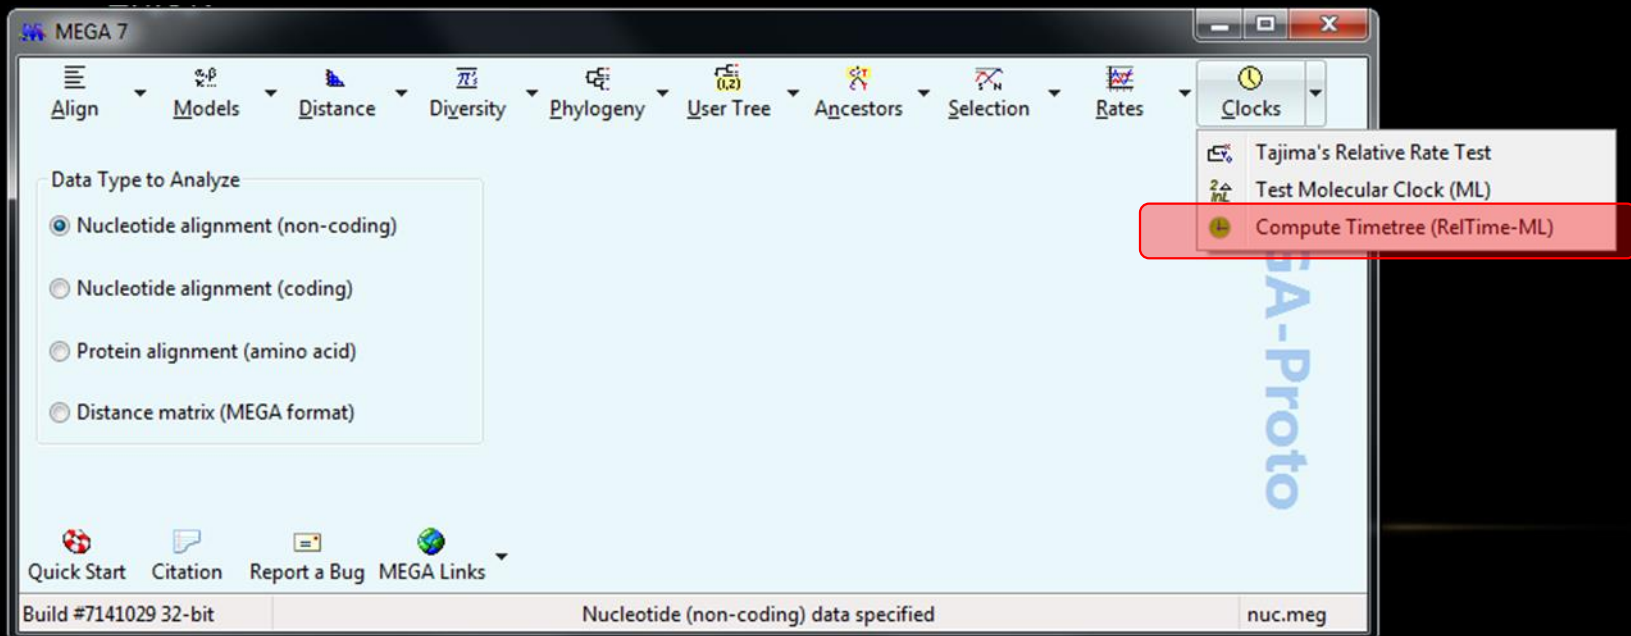 MEGA 7
Align Models Distance Diversity Phylogeny User Tree Ancestors Selection Rates Clocks
Tajima's Relative Rate Test
Test Molecular Clock (ML)
Compute Timetree (RelTime-ML)
Data Type to Analyze
Nucleotide alignment (non-coding)
Nucleotide alignment (coding)
Protein alignment (amino acid)
Distance matrix (MEGA format)
GA-Proto
Quick Start Citation Report a Bug MEGA Links
Build #7141029 32-bit Nucleotide (non-coding) data specified nuc.meg